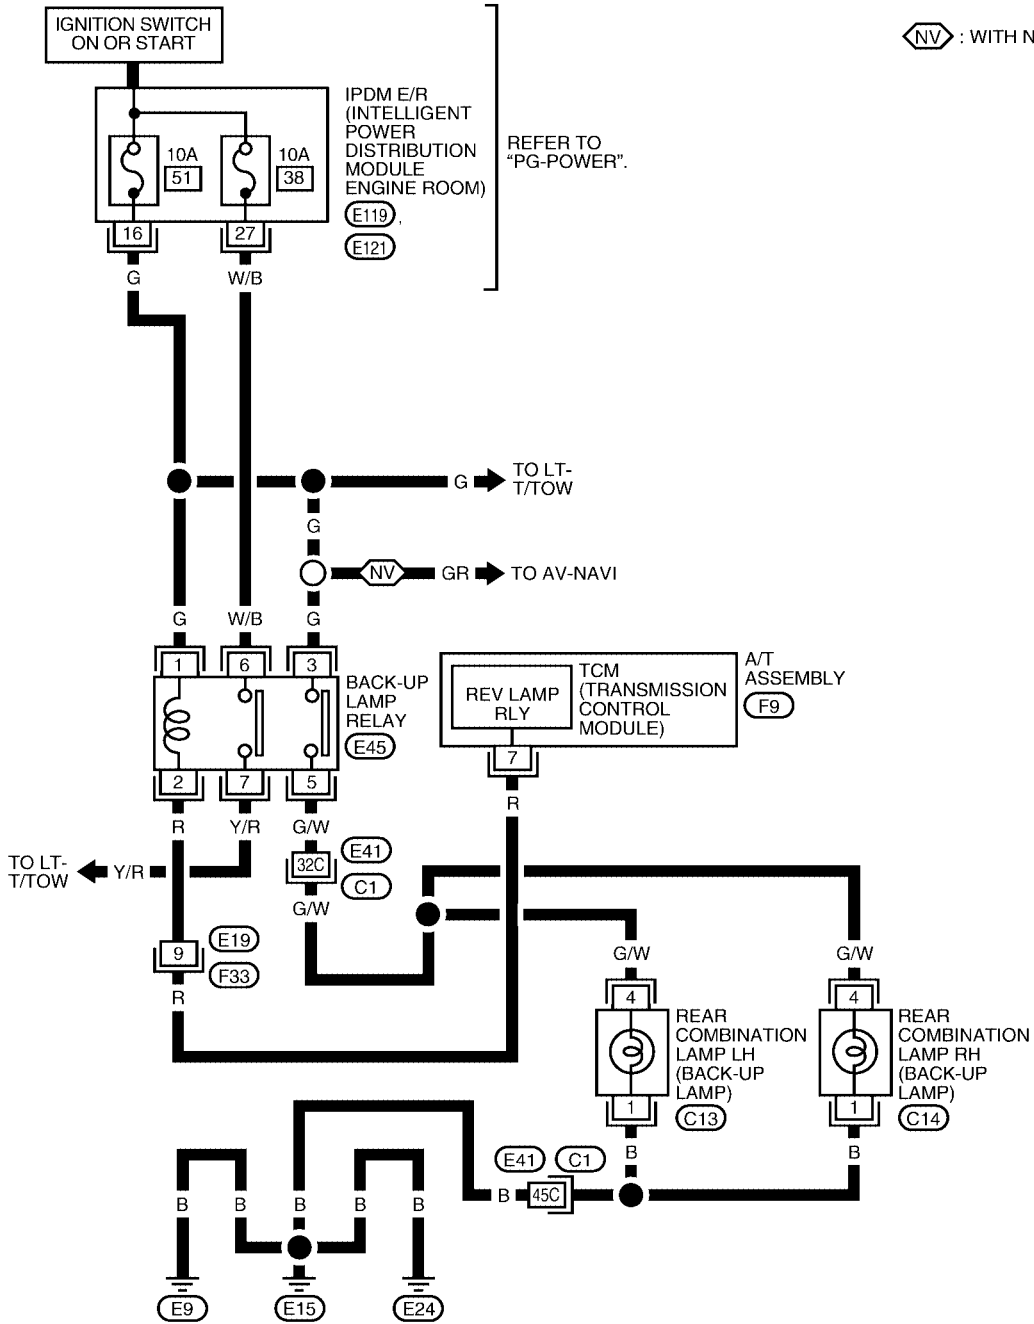 IGNITION SWITCH
ON OR START
NV : WITH N
IPDM E/R
(INTELLIGENT
POWER
DISTRIBUTION
MODULE
ENGINE ROOM)
E119 ,
E121
REFER TO
“PG-POWER”.
10A
51
10A
38
16
27
G
W/B
G
TO LT-
T/TOW
G
NV
GR
TO AV-NAVI
G
W/B
G
1
6
3
BACK-UP
LAMP
RELAY
E45
2
7
5
REV LAMP
RLY
TCM
(TRANSMISSION
CONTROL
MODULE)
A/T
ASSEMBLY
F9
7
R
R
Y/R
G/W
TO LT-
T/TOW
Y/R
32C
E41
C1
G/W
9
E19
F33
R
G/W
G/W
4
4
REAR
COMBINATION
LAMP LH
(BACK-UP
LAMP)
C13
REAR
COMBINATION
LAMP RH
(BACK-UP
LAMP)
C14
1
1
B
B
E41
C1
B
45C
B
B
B
B
B
E9
E15
E24